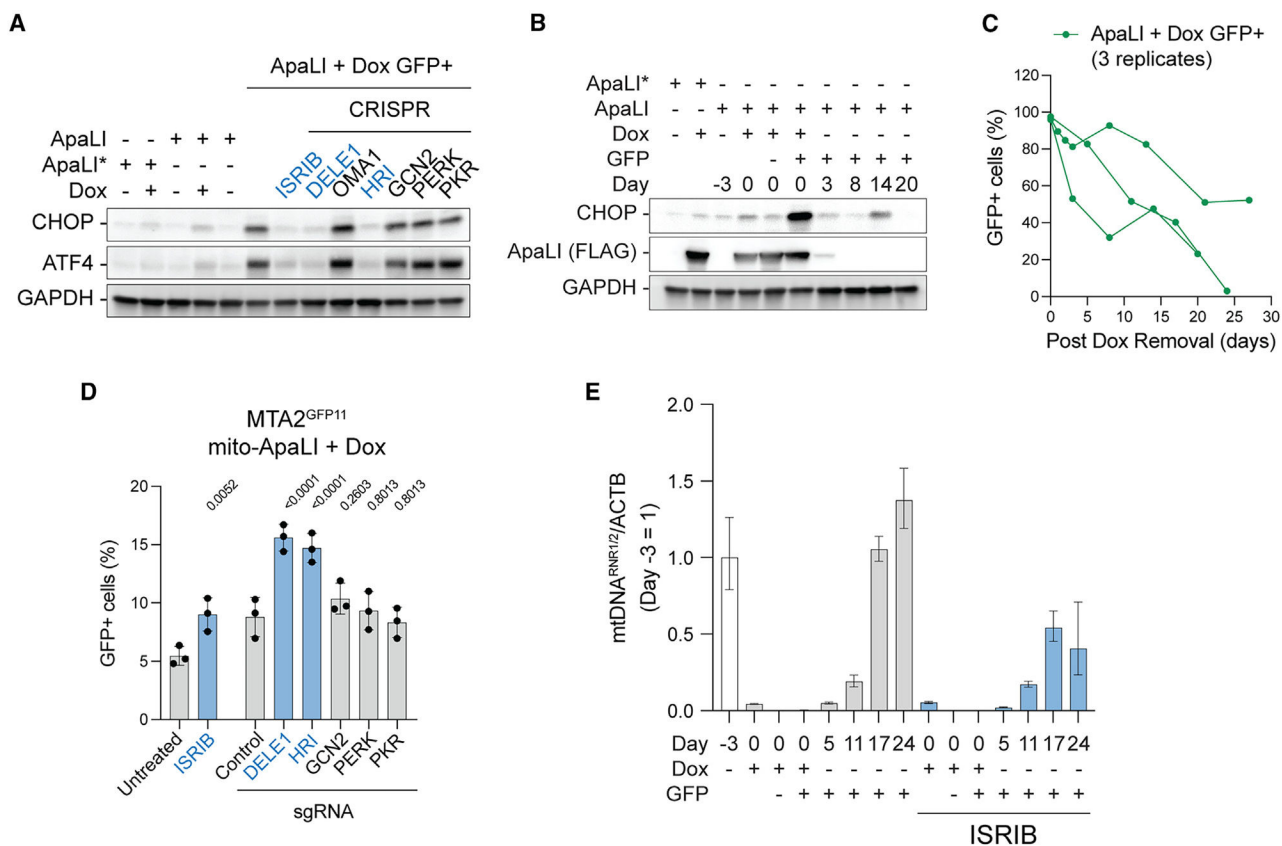 A
ApaLI + Dox GFP+
CRISPR
ApaLI - - + + +
ApaLI* + + - - -
Dox - + - + -
ISRIB DELE1 OMA1 HRI GCN2 PERK PKR
CHOP
ATF4
GAPDH
B
ApaLI* + +
ApaLI + + + + + + + +
Dox - + - + + + - - - -
GFP - + + + + +
Day -3 0 0 0 3 8 14 20
CHOP
ApaLI (FLAG)
GAPDH
C
ApaLI + Dox GFP+
(3 replicates)
120
100
80
60
40
20
0
GFP+ cells (%)
0 5 10 15 20 25 30
Post Dox Removal (days)
D
MTA2GFP11
mito-ApaLI + Dox
0.0052 <0.0001 <0.0001 0.2603 0.8013 0.8013
20
15
10
5
0
GFP+ cells (%)
Untreated ISRIB Control DELE1 HRI GCN2 PERK PKR
sgRNA
E
2.0
1.5
1.0
0.5
0.0
mtDNARNR1/2/ACTB
(Day -3 = 1)
Day -3 0 0 0 5 11 17 24 0 0 0 5 11 17 24
Dox - + + + - - - - + + + - - - -
GFP - + + + + + - + + + + +
ISRIB